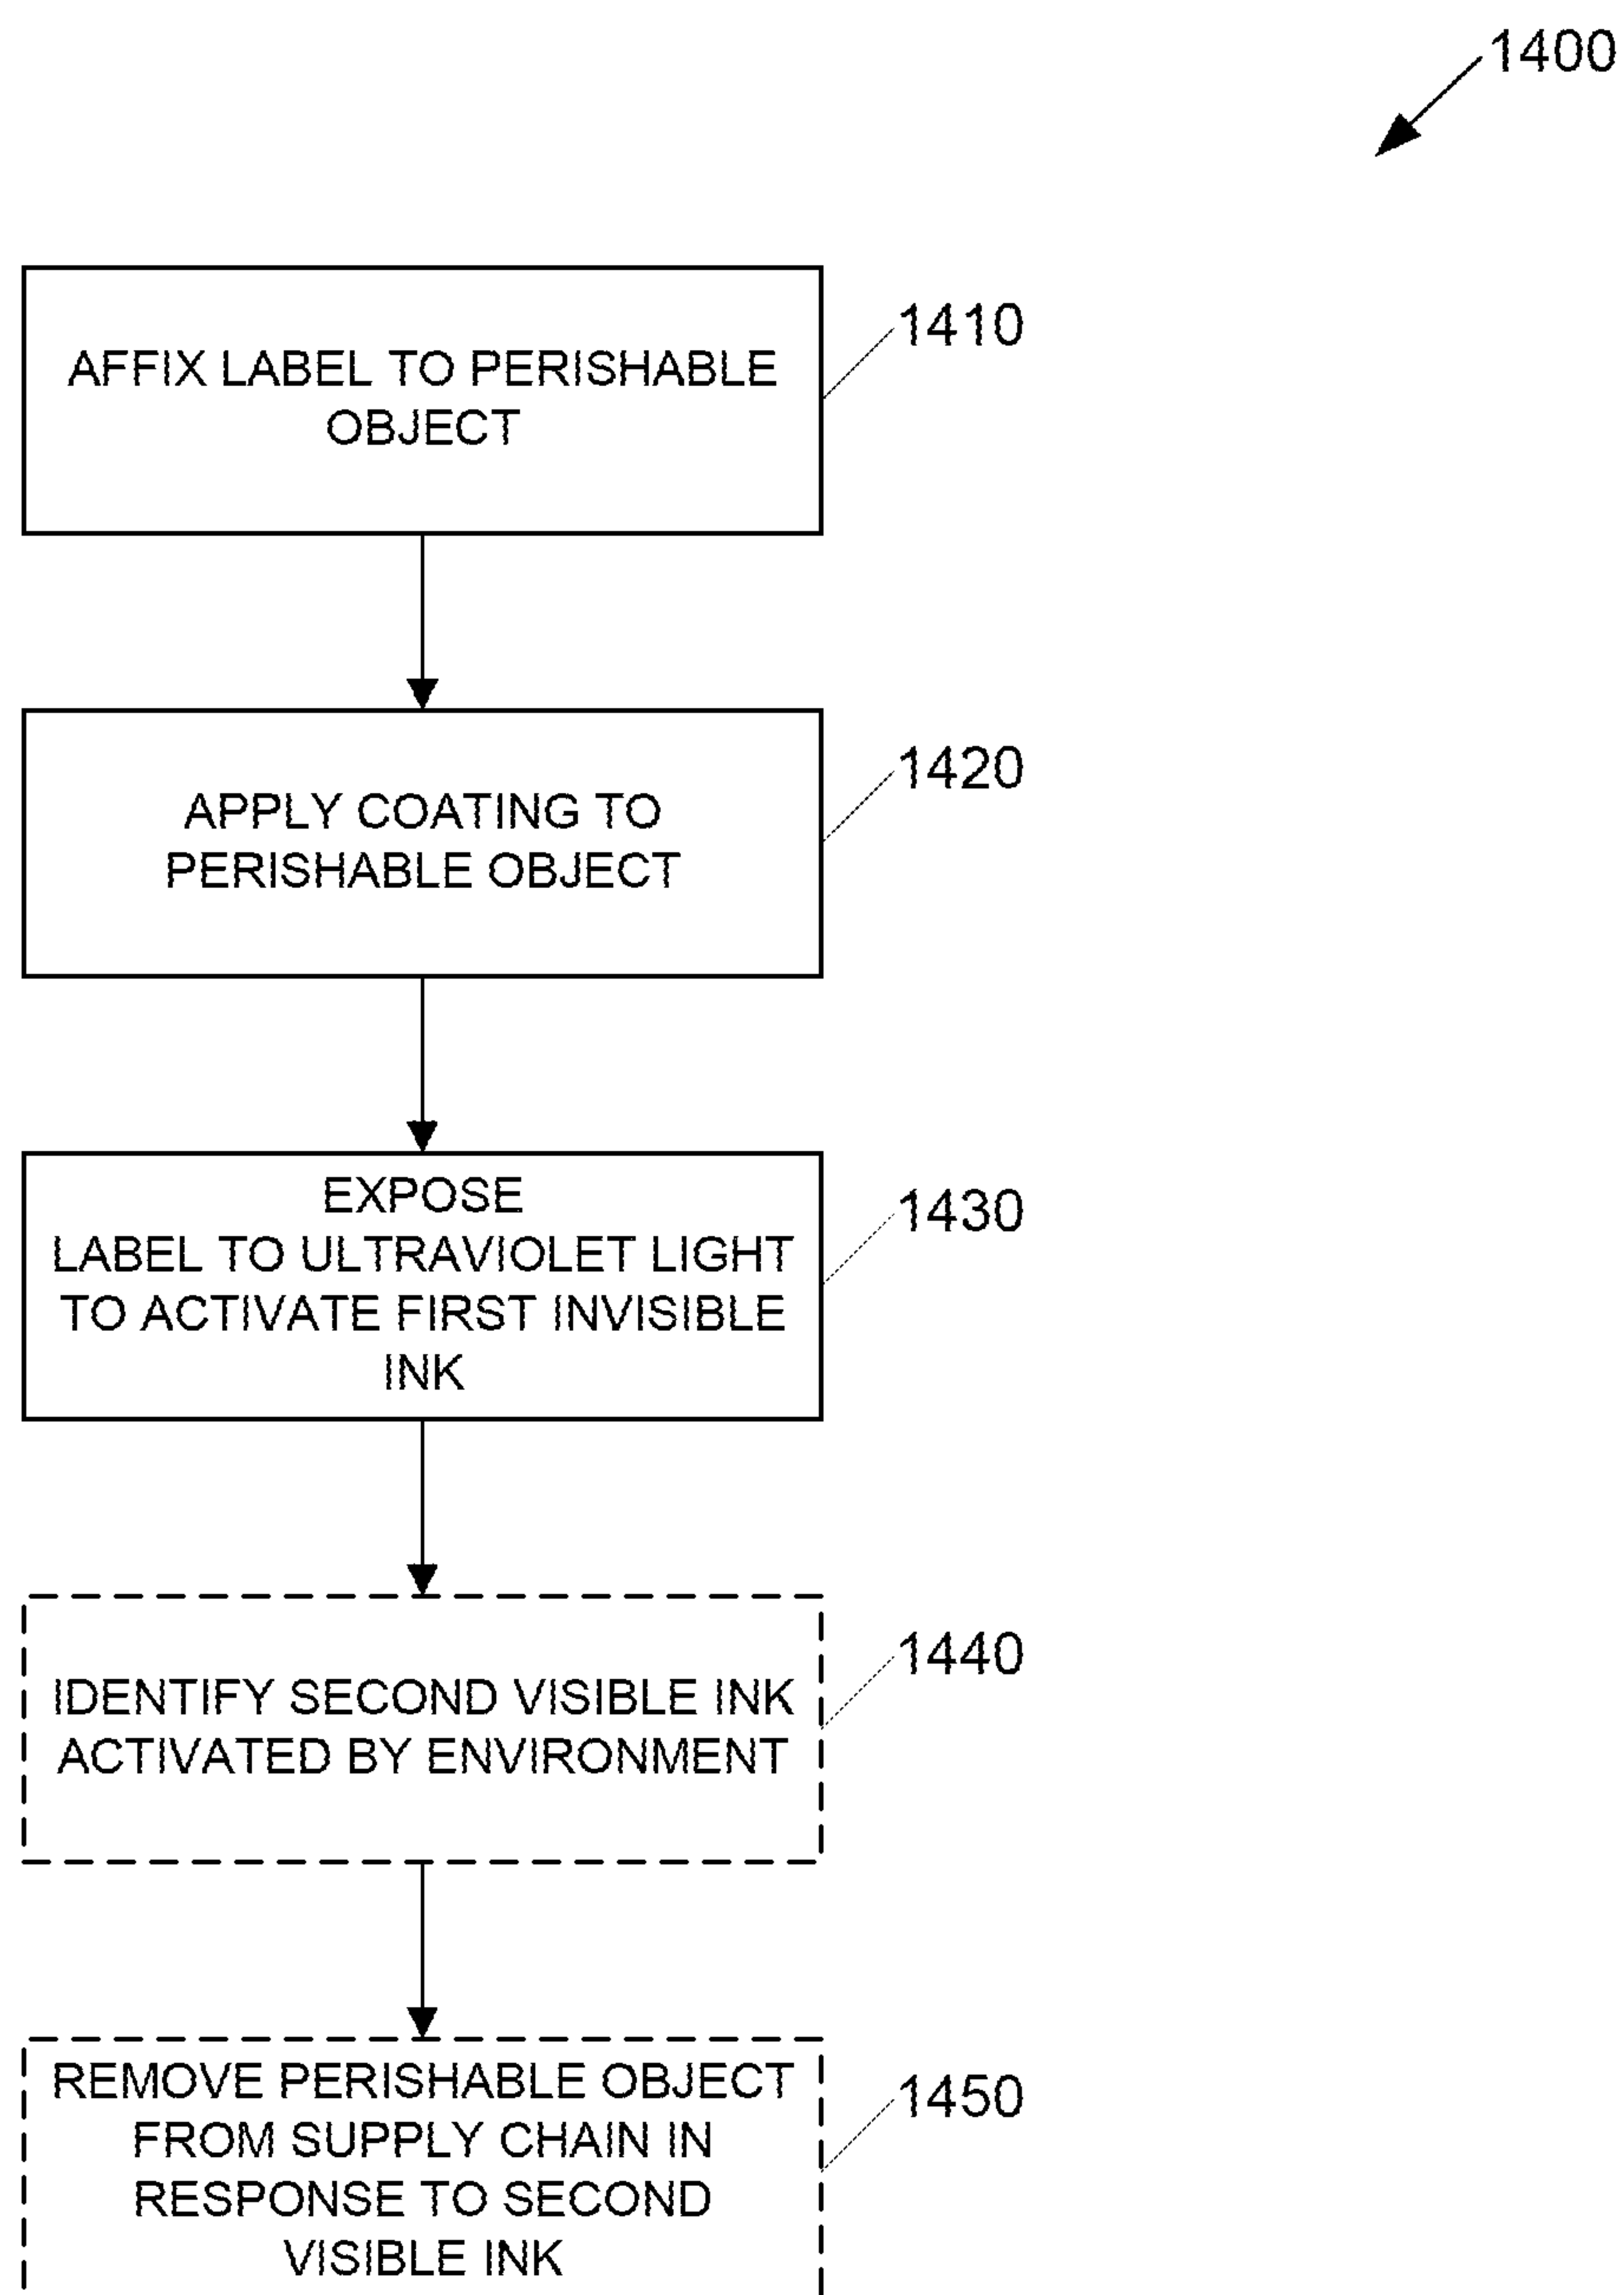 1400
AFFIX LABEL TO PERISHABLE
OBJECT
1410
APPLY COATING TO
PERISHABLE OBJECT
1420
EXPOSE
LABEL TO ULTRAVIOLET LIGHT
TO ACTIVATE FIRST INVISIBLE
INK
1430
IDENTIFY SECOND VISIBLE INK
ACTIVATED BY ENVIRONMENT
1440
REMOVE PERISHABLE OBJECT
FROM SUPPLY CHAIN IN
RESPONSE TO SECOND
VISIBLE INK
1450